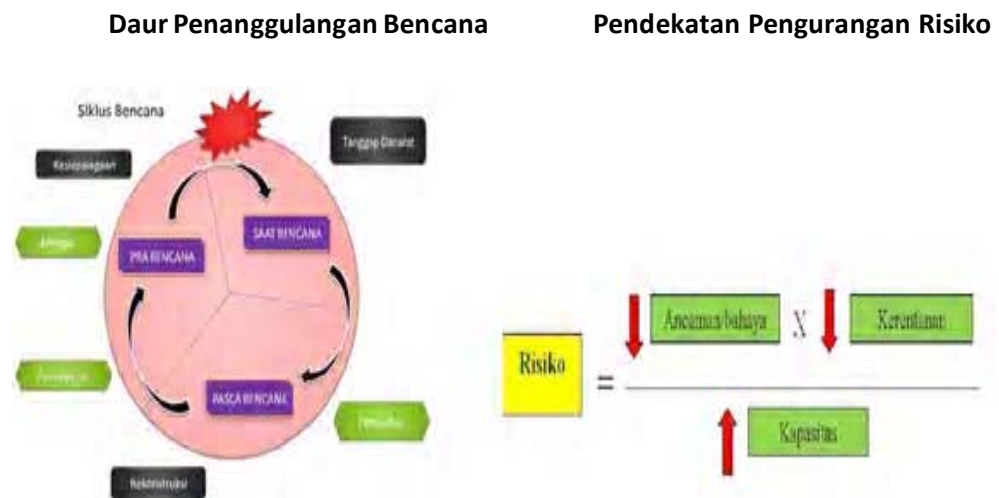 Daur Penanggulangan Bencana
Pendekatan Pengurangan Risiko
Siklus Bencana
Kesiapsiagaan
Tanggap Darurat
SAAT BENCANA
PRA BENCANA
PASCA BENCANA
Rekonstruksi
Risiko
=
Ancaman/bahaya
X
Kerentanan
Kapasitas